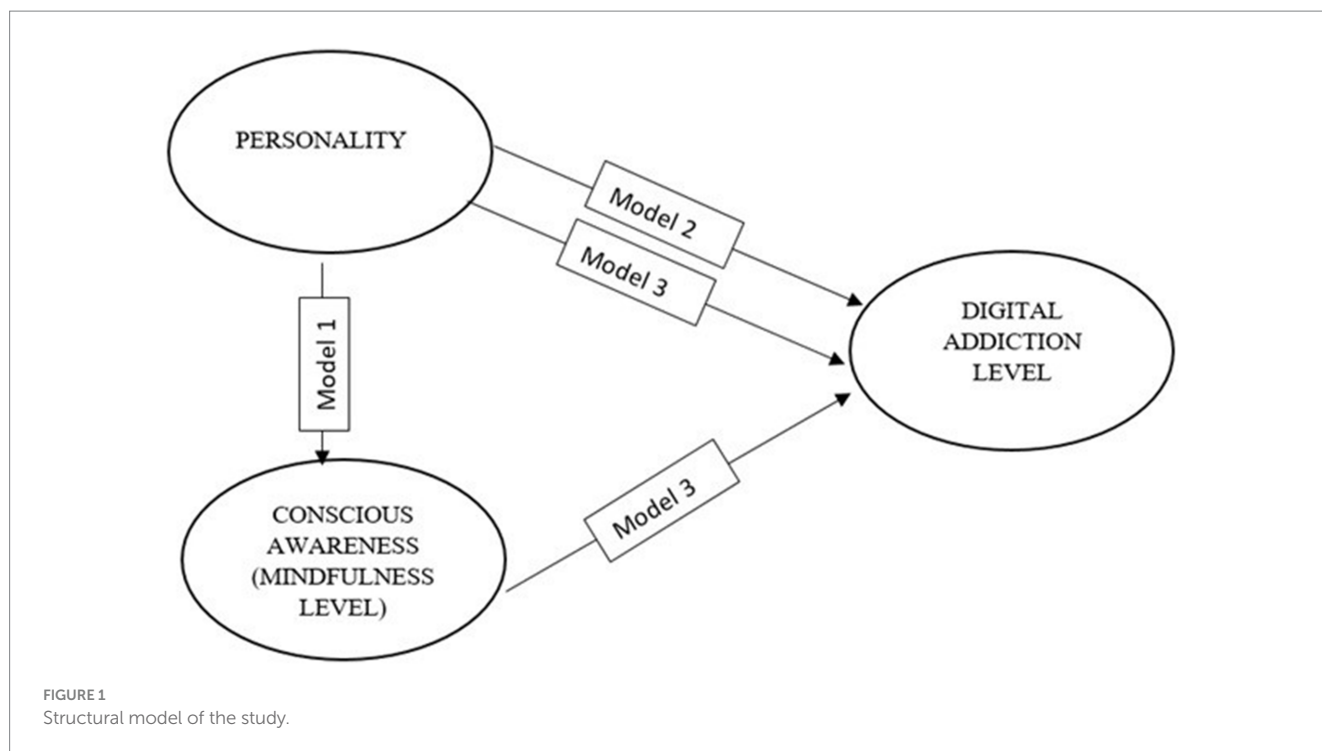 PERSONALITY
Model 2
Model 3
Model 1
DIGITAL
ADDICTION
LEVEL
Model 3
CONSCIOUS
AWARENESS
(MINDFULNESS
LEVEL)
FIGURE 1
Structural model of the study.